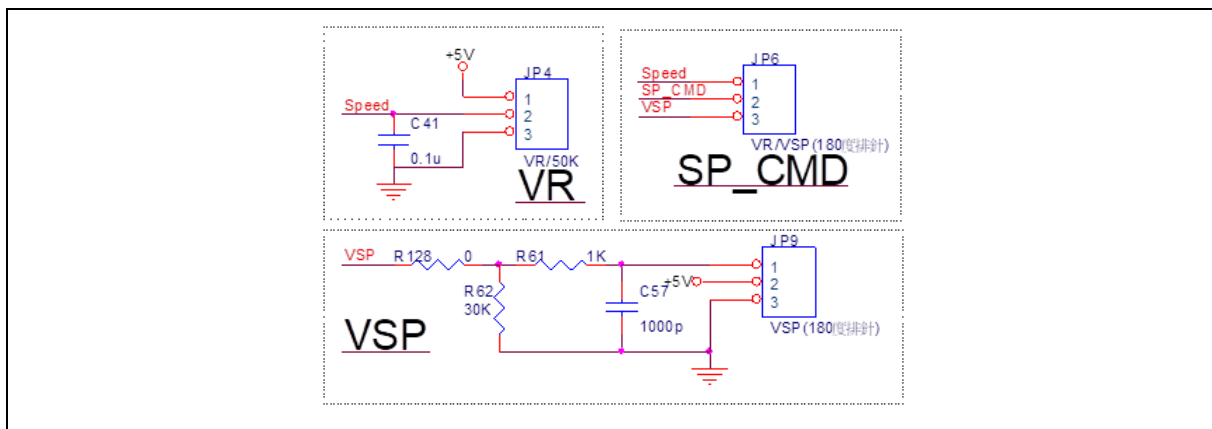 +5V
JP4
1
2
3
Speed
C41
0.1u
VR/50K
VR
JP6
Speed
SP_CMD
VSP
1
2
3
VR/VSP(180度排針)
SP_CMD
VSP
R128
0
R61
1K
R62
30K
C57
1000p
+5V
JP9
1
2
3
VSP(180度排針)
VSP